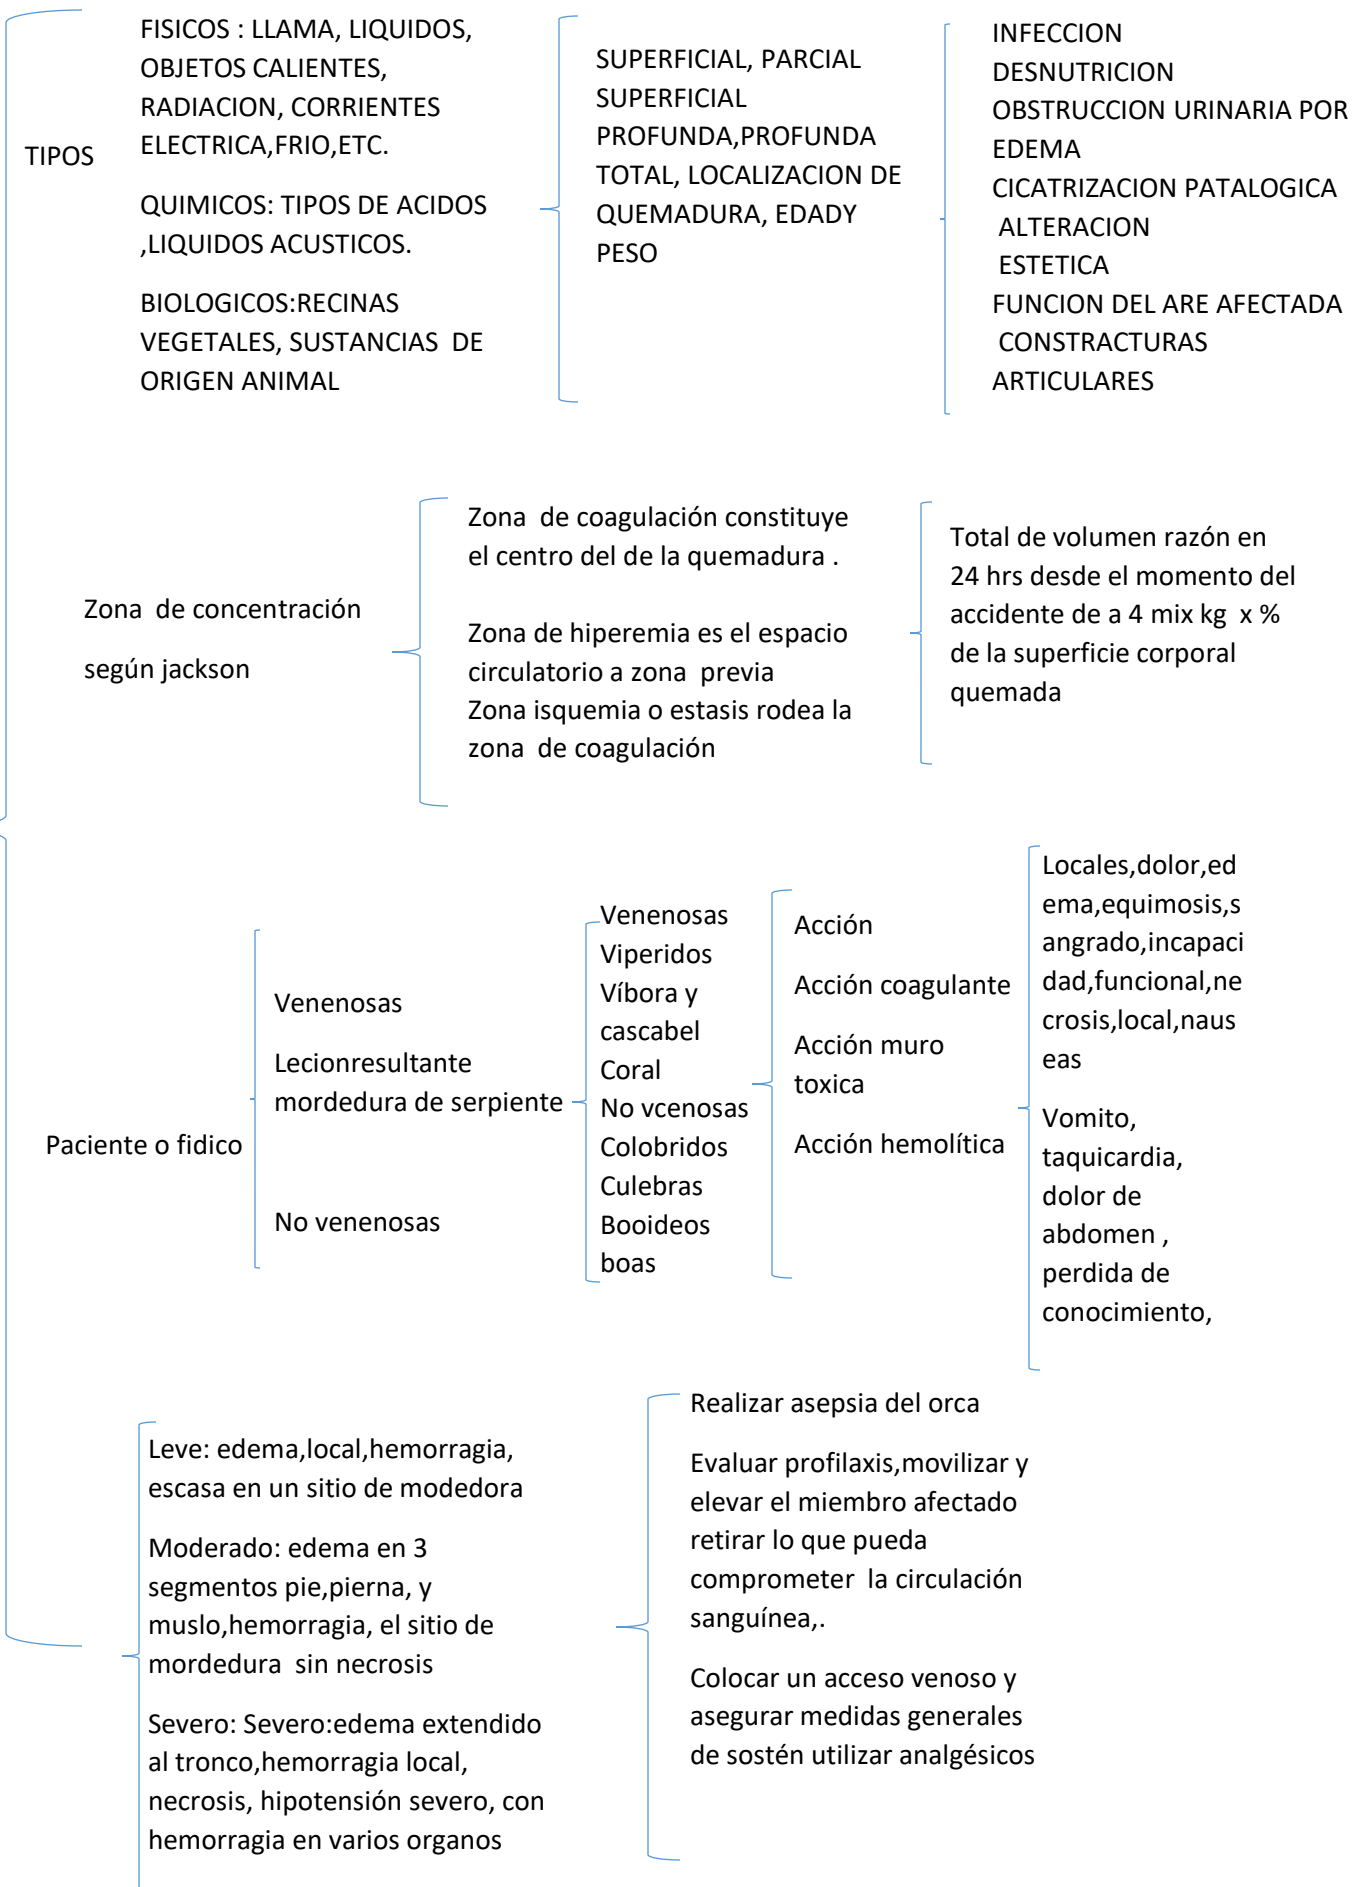 TIPOS
FISICOS : LLAMA, LIQUIDOS,
OBJETOS CALIENTES,
RADIACION, CORRIENTES
ELECTRICA,FRIO,ETC.
QUIMICOS: TIPOS DE ACIDOS
,LIQUIDOS ACUSTICOS.
BIOLOGICOS:RECINAS
VEGETALES, SUSTANCIAS  DE
ORIGEN ANIMAL
SUPERFICIAL, PARCIAL
SUPERFICIAL
PROFUNDA,PROFUNDA
TOTAL, LOCALIZACION DE
QUEMADURA, EDADY
PESO
INFECCION
DESNUTRICION
OBSTRUCCION URINARIA POR
EDEMA
CICATRIZACION PATALOGICA
ALTERACION
ESTETICA
FUNCION DEL ARE AFECTADA
CONSTRACTURAS
ARTICULARES
Zona  de concentración
según jackson
Zona  de coagulación constituye
el centro del de la quemadura .
Zona de hiperemia es el espacio
circulatorio a zona  previa
Zona isquemia o estasis rodea la
zona  de coagulación
Total de volumen razón en
24 hrs desde el momento del
accidente de a 4 mix kg  x %
de la superficie corporal
quemada
Paciente o fidico
Venenosas
Lecionresultante
mordedura de serpiente
No venenosas
Venenosas
Viperidos
Víbora y
cascabel
Coral
No vcenosas
Colobridos
Culebras
Booideos
boas
Acción
Acción coagulante
Acción muro
toxica
Acción hemolítica
Locales,dolor,ed
ema,equimosis,s
angrado,incapaci
dad,funcional,ne
crosis,local,naus
eas
Vomito,
taquicardia,
dolor de
abdomen ,
perdida de
conocimiento,
Leve: edema,local,hemorragia,
escasa en un sitio de modedora
Moderado: edema en 3
segmentos pie,pierna, y
muslo,hemorragia, el sitio de
mordedura  sin necrosis
Severo: Severo:edema extendido
al tronco,hemorragia local,
necrosis, hipotensión severo, con
hemorragia en varios organos
Realizar asepsia del orca
Evaluar profilaxis,movilizar y
elevar el miembro afectado
retirar lo que pueda
comprometer  la circulación
sanguínea,.
Colocar un acceso venoso y
asegurar medidas generales
de sostén utilizar analgésicos